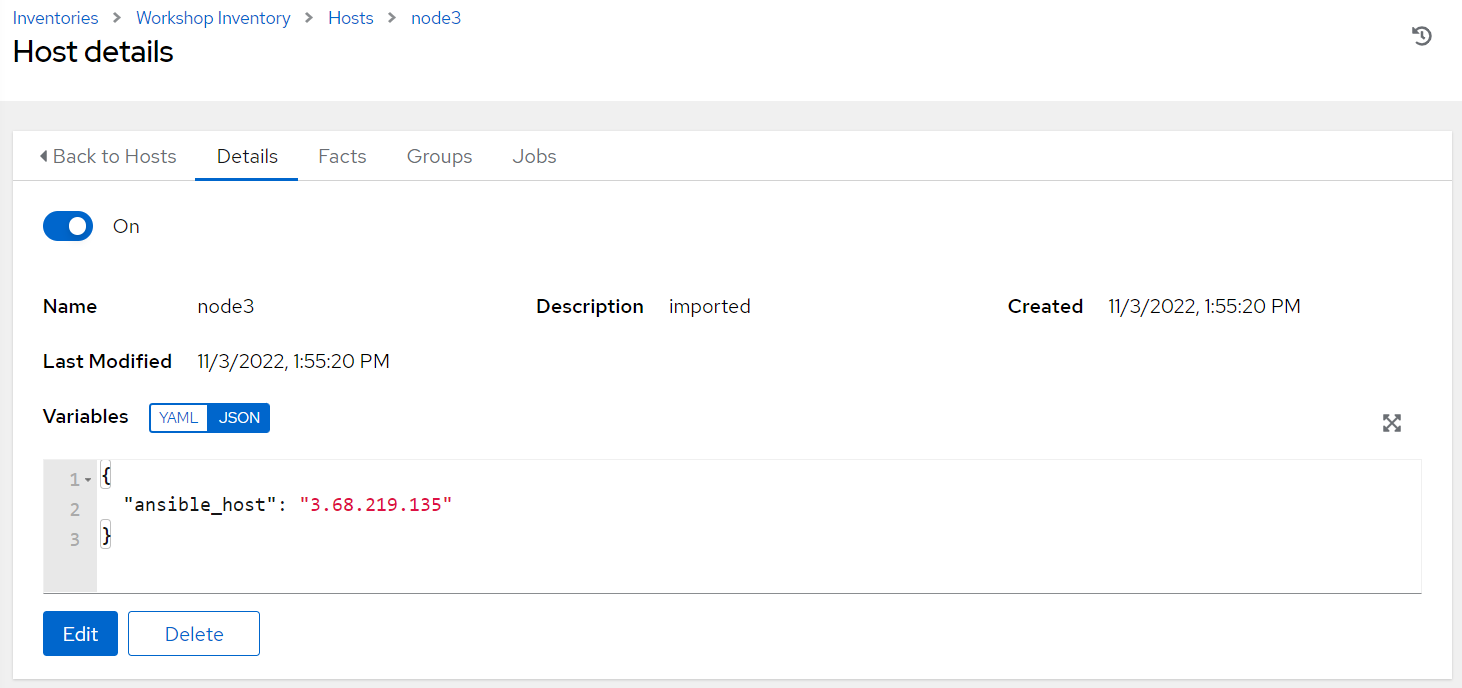 Inventories > Workshop Inventory > Hosts > node3
Host details
Back to Hosts Details Facts Groups Jobs
On
Name node3 Description imported Created 11/3/2022, 1:55:20 PM
Last Modified 11/3/2022, 1:55:20 PM
Variables YAML JSON
1 {
2 "ansible_host": "3.68.219.135"
3 }
Edit Delete